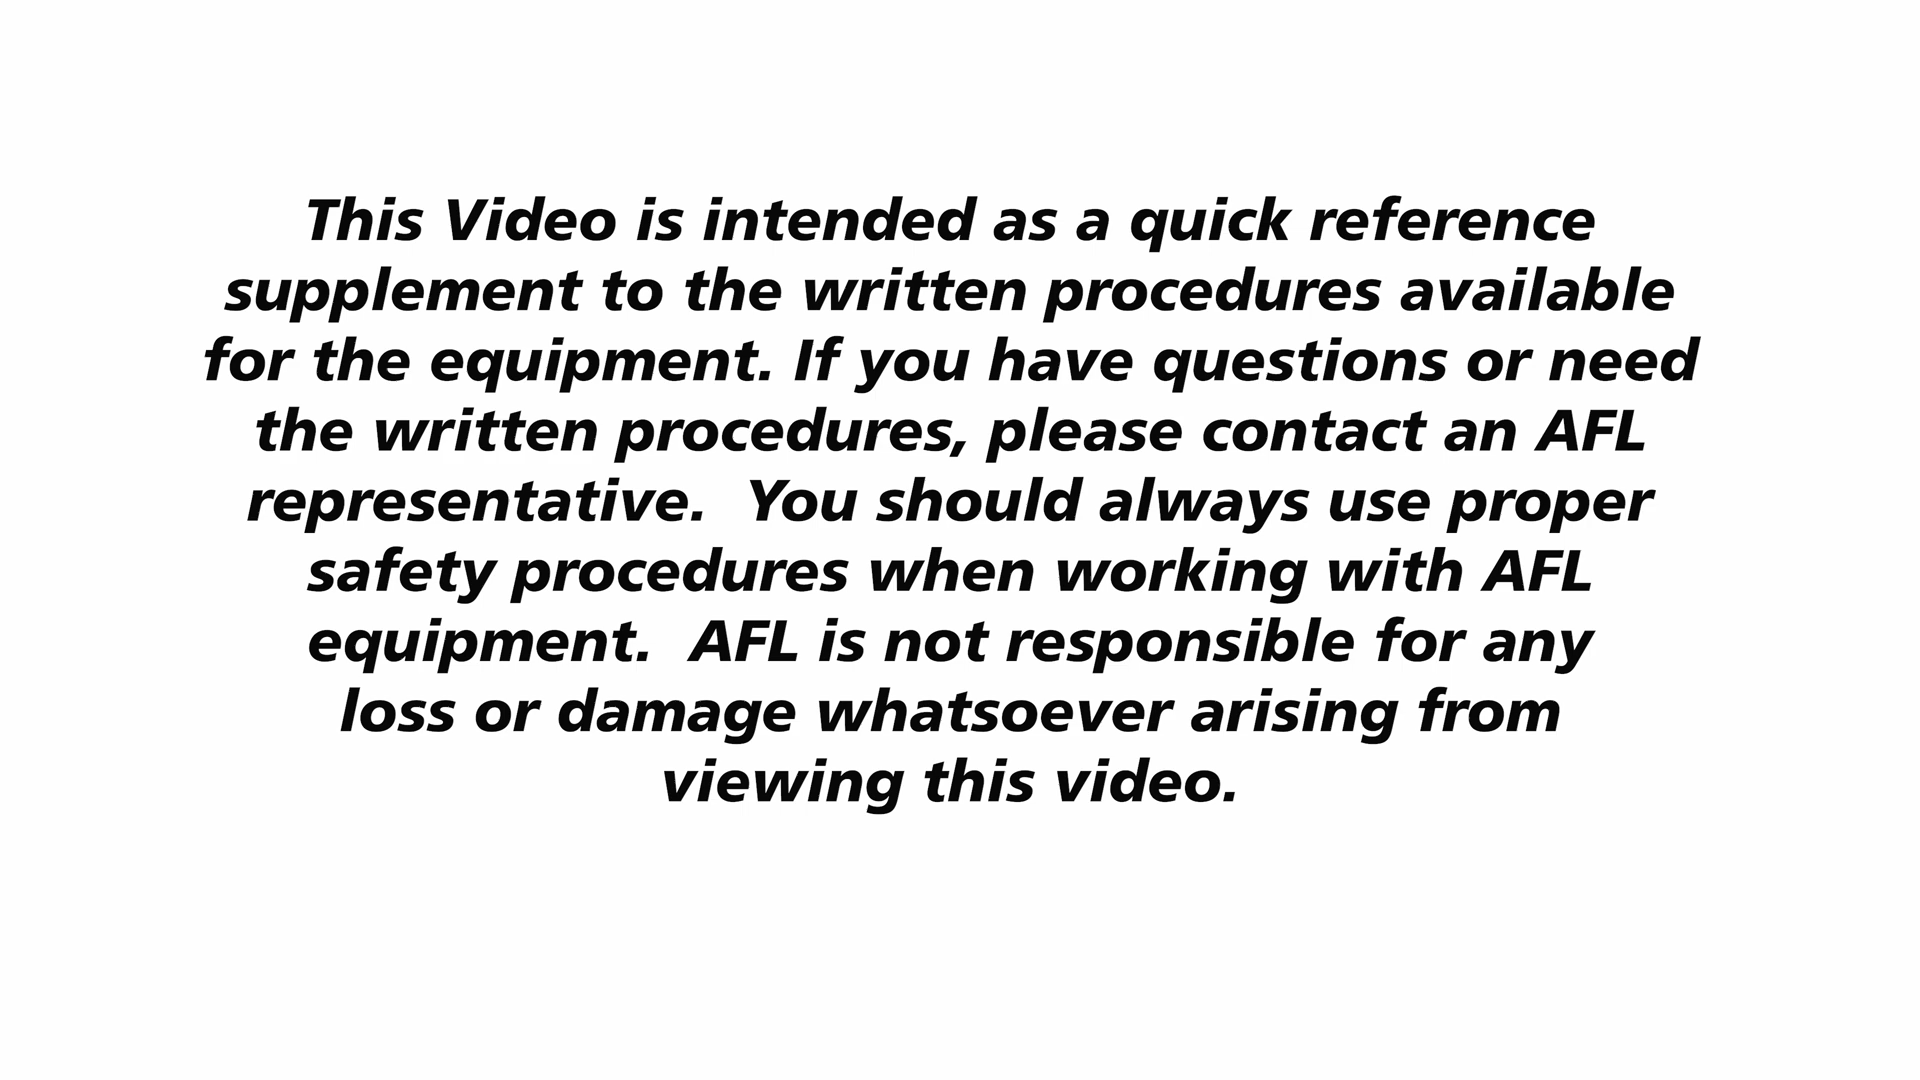 This Video is intended as a quick reference
supplement to the written procedures available
for the equipment. If you have questions or need
the written procedures, please contact an AFL
representative.  You should always use proper
safety procedures when working with AFL
equipment.  AFL is not responsible for any
loss or damage whatsoever arising from
viewing this video.